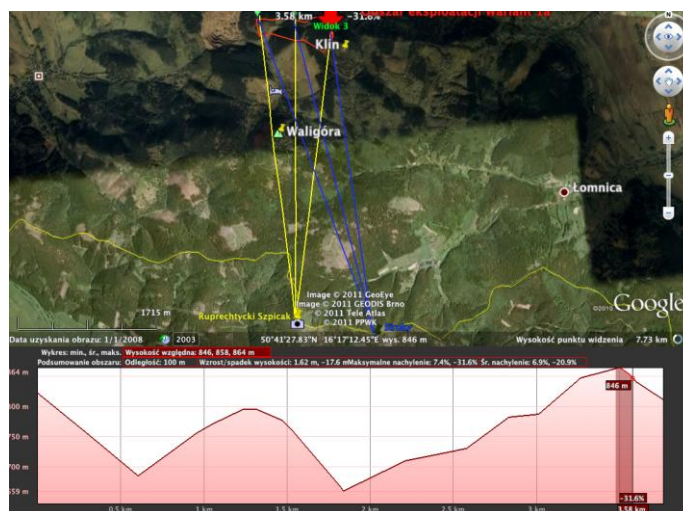 3.58 km -31.6%
Obszar eksploatacji wariant 1a
Widok 3
Klin
Waligóra
Łomnica
N
Image © 2011 GeoEye
Image © 2011 GEODIS Brno
© 2011 Tele Atlas
© 2011 PPWK
©2010 Google
Ruprechtycki Szpicak
1715 m
Data uzyskania obrazu: 1/1/2008 2003 50°41'27.83"N 16°17'12.45"E wys. 846 m Wysokość punktu widzenia 7.73 km
Wykres: min., śr., maks. Wysokość względna: 846, 858, 864 m
Podsumowanie obszaru: Odległość: 100 m Wzrost/spadek wysokości: 1.62 m, -17.6 m Maksymalne nachylenie: 7.4%, -31.6% Śr. nachylenie: 6.9%, -20.9%
864 m
846 m
800 m
750 m
700 m
659 m
-31.6%
0.5 km 1 km 1.5 km 2 km 2.5 km 3 km 3.58 km